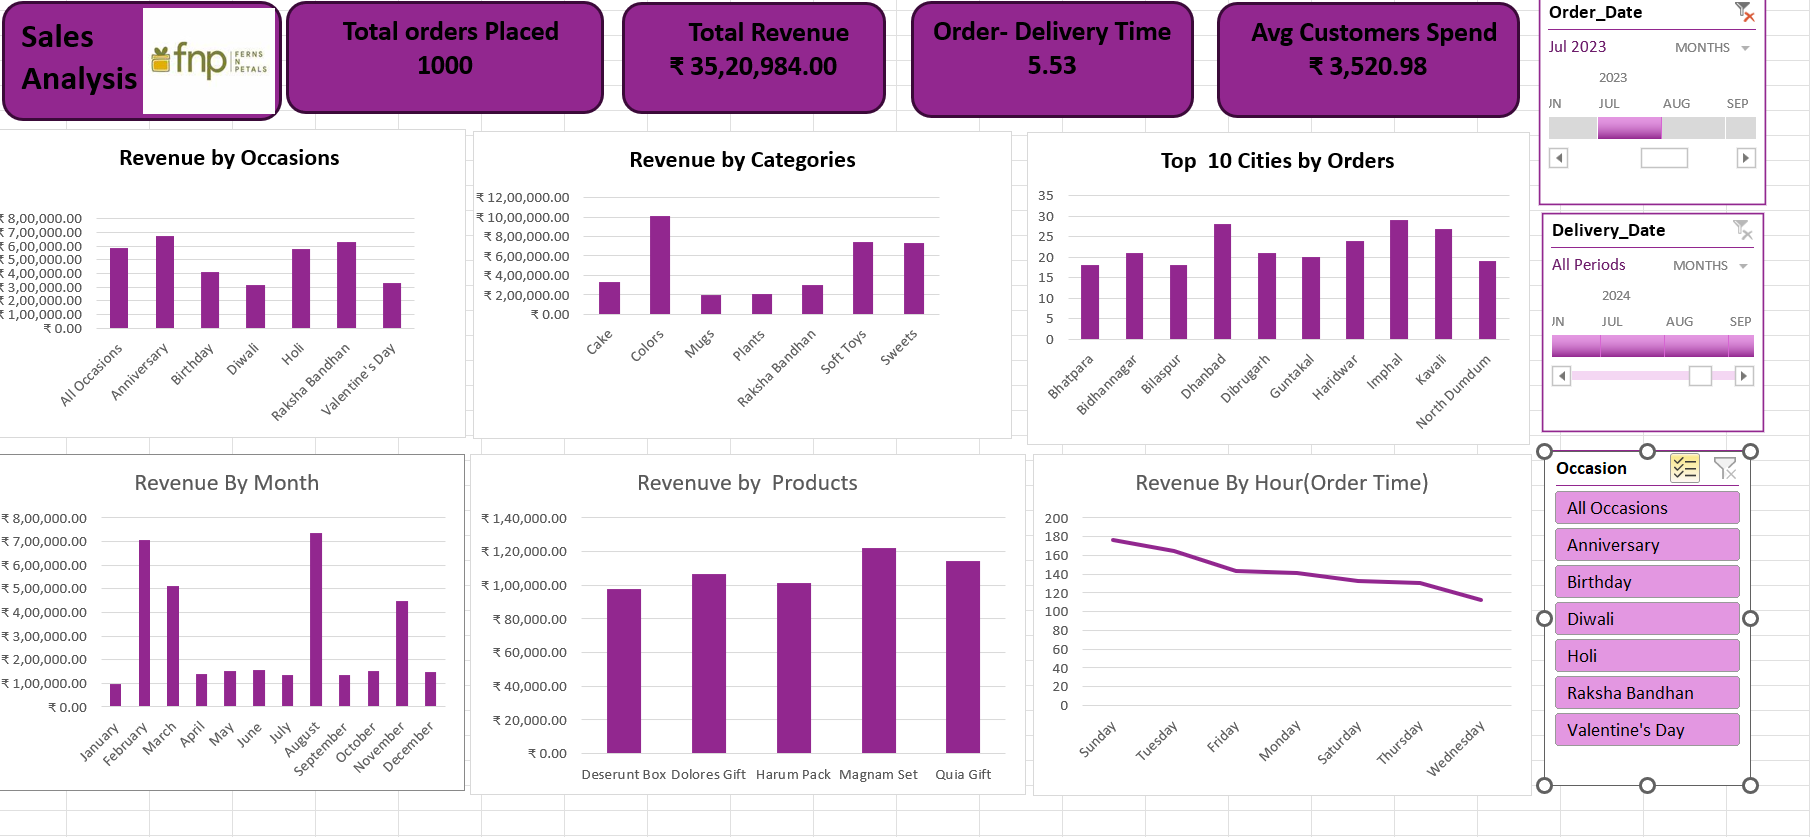 Sales
Analysis
fnp
FERNS
N
PETALS
Total orders Placed
1000
Total Revenue
₹ 35,20,984.00
Order- Delivery Time
5.53
Avg Customers Spend
₹ 3,520.98
Order_Date
Jul 2023
MONTHS
2023
JUL AUG SEP
Revenue by Occasions
₹ 8,00,000.00
₹ 7,00,000.00
₹ 6,00,000.00
₹ 5,00,000.00
₹ 4,00,000.00
₹ 3,00,000.00
₹ 2,00,000.00
₹ 1,00,000.00
₹ 0.00
All Occasions
Anniversary
Birthday
Diwali
Holi
Raksha Bandhan
Valentine's Day
Revenue by Categories
₹ 12,00,000.00
₹ 10,00,000.00
₹ 8,00,000.00
₹ 6,00,000.00
₹ 4,00,000.00
₹ 2,00,000.00
₹ 0.00
Cake
Colors
Mugs
Plants
Raksha Bandhan
Soft Toys
Sweets
Top  10 Cities by Orders
35
30
25
20
15
10
5
0
Bhatpara
Bidhannagar
Bilaspur
Dhanbad
Dibrugarh
Guntakal
Haridwar
Imphal
Kavali
North Dumdum
Delivery_Date
All Periods
MONTHS
2024
JUL AUG SEP
Revenue By Month
₹ 8,00,000.00
₹ 7,00,000.00
₹ 6,00,000.00
₹ 5,00,000.00
₹ 4,00,000.00
₹ 3,00,000.00
₹ 2,00,000.00
₹ 1,00,000.00
₹ 0.00
January
February
March
April
May
June
July
August
September
October
November
December
Revenuve by  Products
₹ 1,40,000.00
₹ 1,20,000.00
₹ 1,00,000.00
₹ 80,000.00
₹ 60,000.00
₹ 40,000.00
₹ 20,000.00
₹ 0.00
Deserunt Box Dolores Gift Harum Pack Magnam Set Quia Gift
Revenue By Hour(Order Time)
200
180
160
140
120
100
80
60
40
20
0
Sunday
Tuesday
Friday
Monday
Saturday
Thursday
Wednesday
Occasion
All Occasions
Anniversary
Birthday
Diwali
Holi
Raksha Bandhan
Valentine's Day